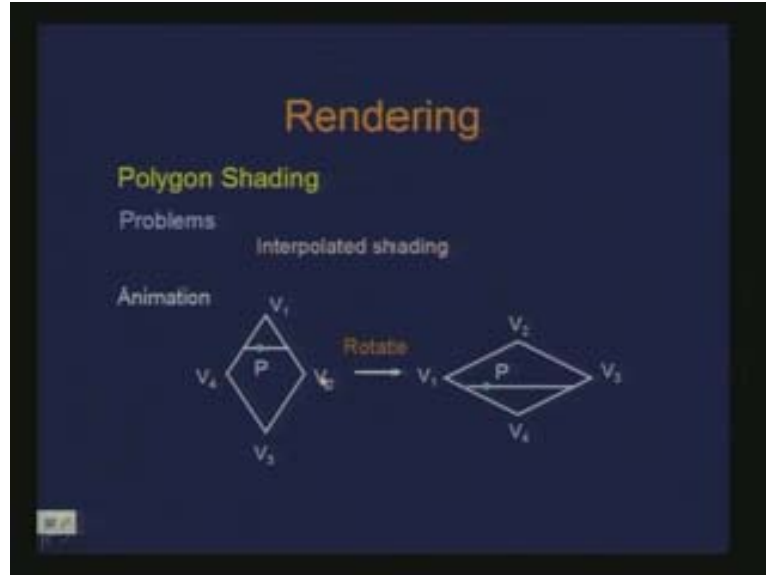 Rendering
Polygon Shading
Problems
Interpolated shading
Animation
V1
V4
P
V3
Rotate
V2
V1
P
V3
V4